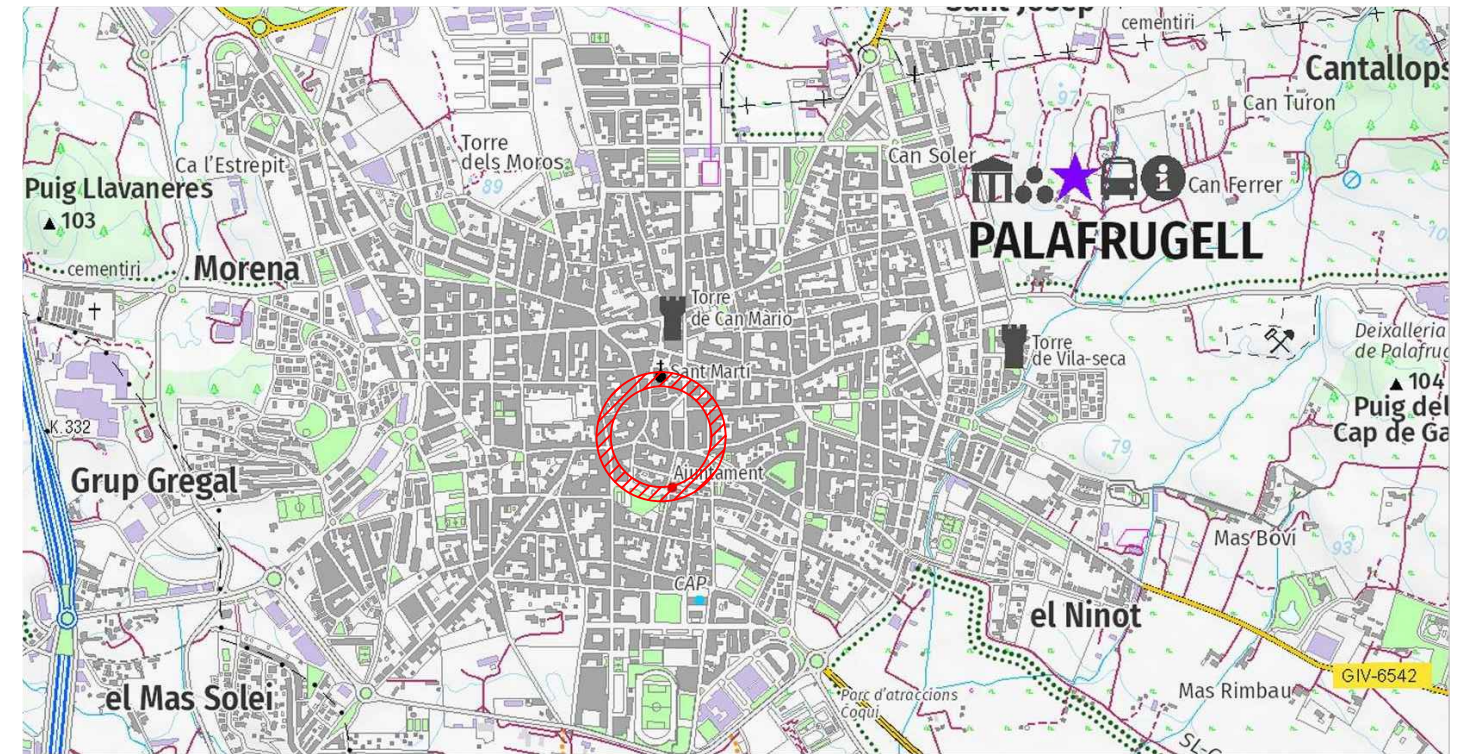 cementiri
Cantallops
Can Turon
Torre
dels Moros
Can Soler
Ca l'Estrepit
Puig Llavaneres
103
89
97
Can Ferrer
PALAFRUGELL
cementiri
Morena
Torre
de Can Mario
Torre
de Vila-seca
Deixalleria
de Palafrug
Sant Martí
104
Puig del
Cap de Ga
K.332
79
Grup Gregal
Ajuntament
Mas Bovi
93
CAP
el Ninot
GIV-6542
el Mas Solei
Parc d'atraccions
Coqui
Mas Rimbau